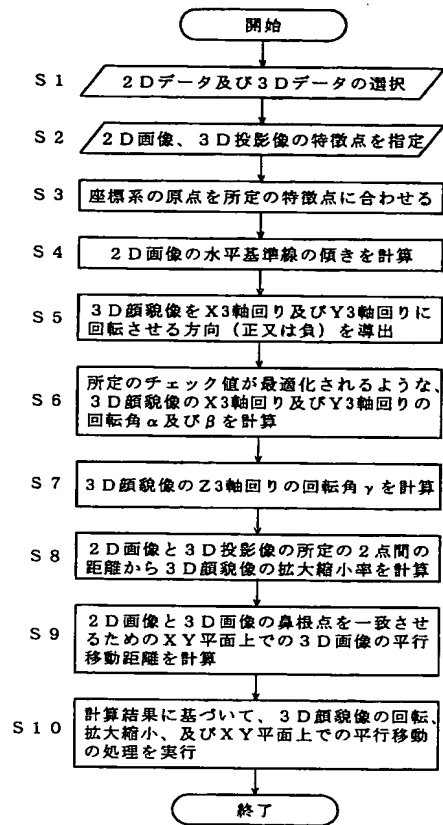 開始
S1
2Dデータ及び3Dデータの選択
S2
2D画像、3D投影像の特徴点を指定
S3
座標系の原点を所定の特徴点に合わせる
S4
2D画像の水平基準線の傾きを計算
S5
3D顔貌像をX3軸回り及びY3軸回りに
回転させる方向(正又は負)を導出
S6
所定のチェック値が最適化されるような、
3D顔貌像のX3軸回り及びY3軸回りの
回転角α及びβを計算
S7
3D顔貌像のZ3軸回りの回転角γを計算
S8
2D画像と3D投影像の所定の2点間の
距離から3D顔貌像の拡大縮小率を計算
S9
2D画像と3D画像の鼻根点を一致させ
るためのXY平面上での3D画像の平行
移動距離を計算
S10
計算結果に基づいて、3D顔貌像の回転、
拡大縮小、及びXY平面上での平行移動
の処理を実行
終了